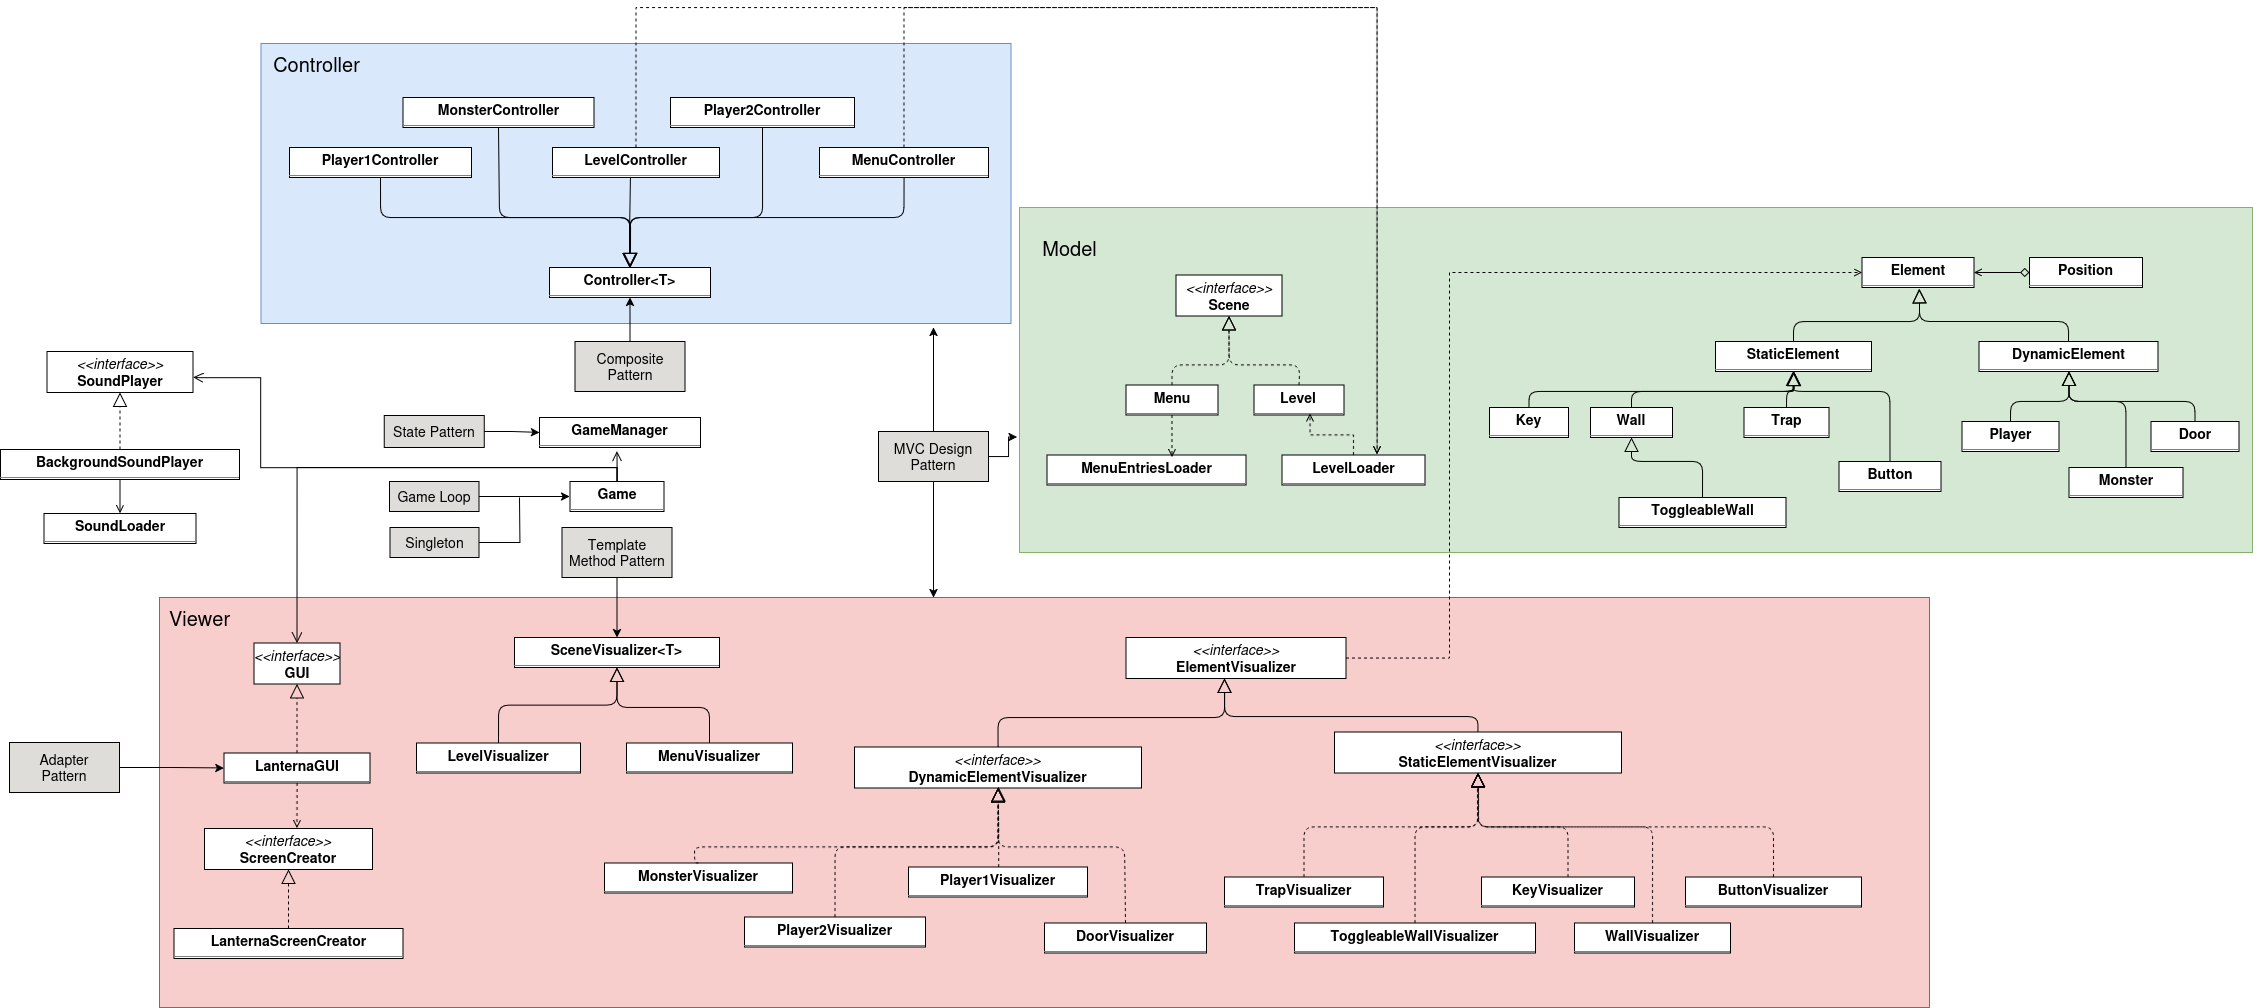 Controller
MonsterController
Player2Controller
Player1Controller
LevelController
MenuController
Controller<T>
Composite
Pattern
<<interface>>
SoundPlayer
BackgroundSoundPlayer
SoundLoader
State Pattern
GameManager
Game Loop
Game
Singleton
Template
Method Pattern
MVC Design
Pattern
Model
<<interface>>
Scene
Menu
Level
MenuEntriesLoader
LevelLoader
Element
Position
StaticElement
DynamicElement
Key
Wall
Trap
Button
ToggleableWall
Player
Door
Monster
Viewer
<<interface>>
GUI
Adapter
Pattern
LanternaGUI
<<interface>>
ScreenCreator
LanternaScreenCreator
SceneVisualizer<T>
LevelVisualizer
MenuVisualizer
<<interface>>
ElementVisualizer
<<interface>>
DynamicElementVisualizer
<<interface>>
StaticElementVisualizer
MonsterVisualizer
Player1Visualizer
Player2Visualizer
DoorVisualizer
TrapVisualizer
KeyVisualizer
ButtonVisualizer
ToggleableWallVisualizer
WallVisualizer